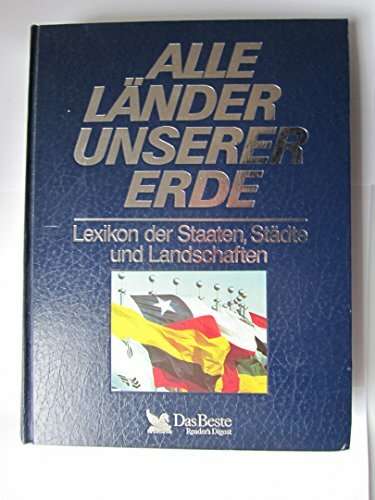 ALLE
LÄNDER
UNSERER
ERDE
Lexikon der Staaten, Städte
und Landschaften
Das Beste
Reader's Digest